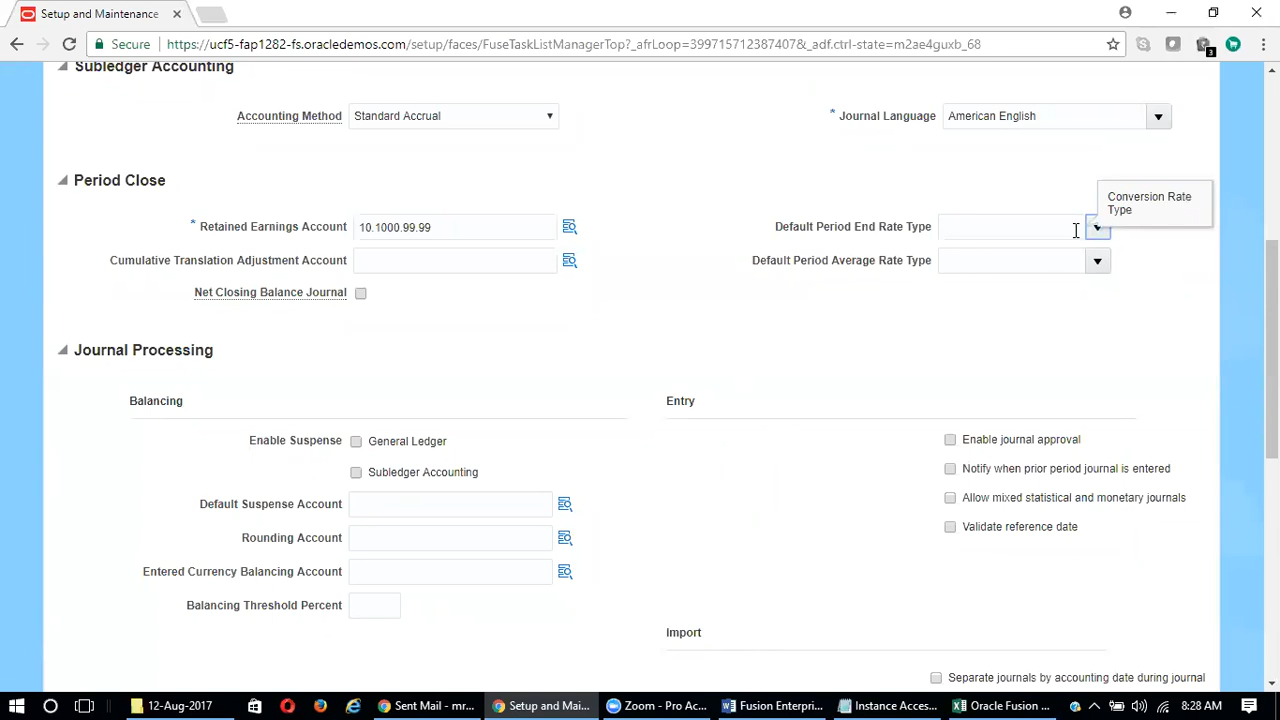 Setup and Maintenance
Secure
https://ucf5-fap1282-fs.oracledemos.com/setup/faces/FuseTaskListManagerTop?_afrLoop=399715712387407&_adf.ctrl-state=m2ae4guxb_68
3
Subledger Accounting
Accounting Method
Standard Accrual
* Journal Language
American English
Period Close
Conversion Rate
Type
* Retained Earnings Account
10.1000.99.99
Default Period End Rate Type
Cumulative Translation Adjustment Account
Default Period Average Rate Type
Net Closing Balance Journal
Journal Processing
Balancing
Entry
Enable Suspense
General Ledger
Enable journal approval
Subledger Accounting
Notify when prior period journal is entered
Default Suspense Account
Allow mixed statistical and monetary journals
Rounding Account
Validate reference date
Entered Currency Balancing Account
Balancing Threshold Percent
Import
Separate journals by accounting date during journal
12-Aug-2017
Sent Mail - mr...
Setup and Mai...
Zoom - Pro Ac...
Fusion Enterpri...
Instance Acces...
Oracle Fusion ...
8:28 AM